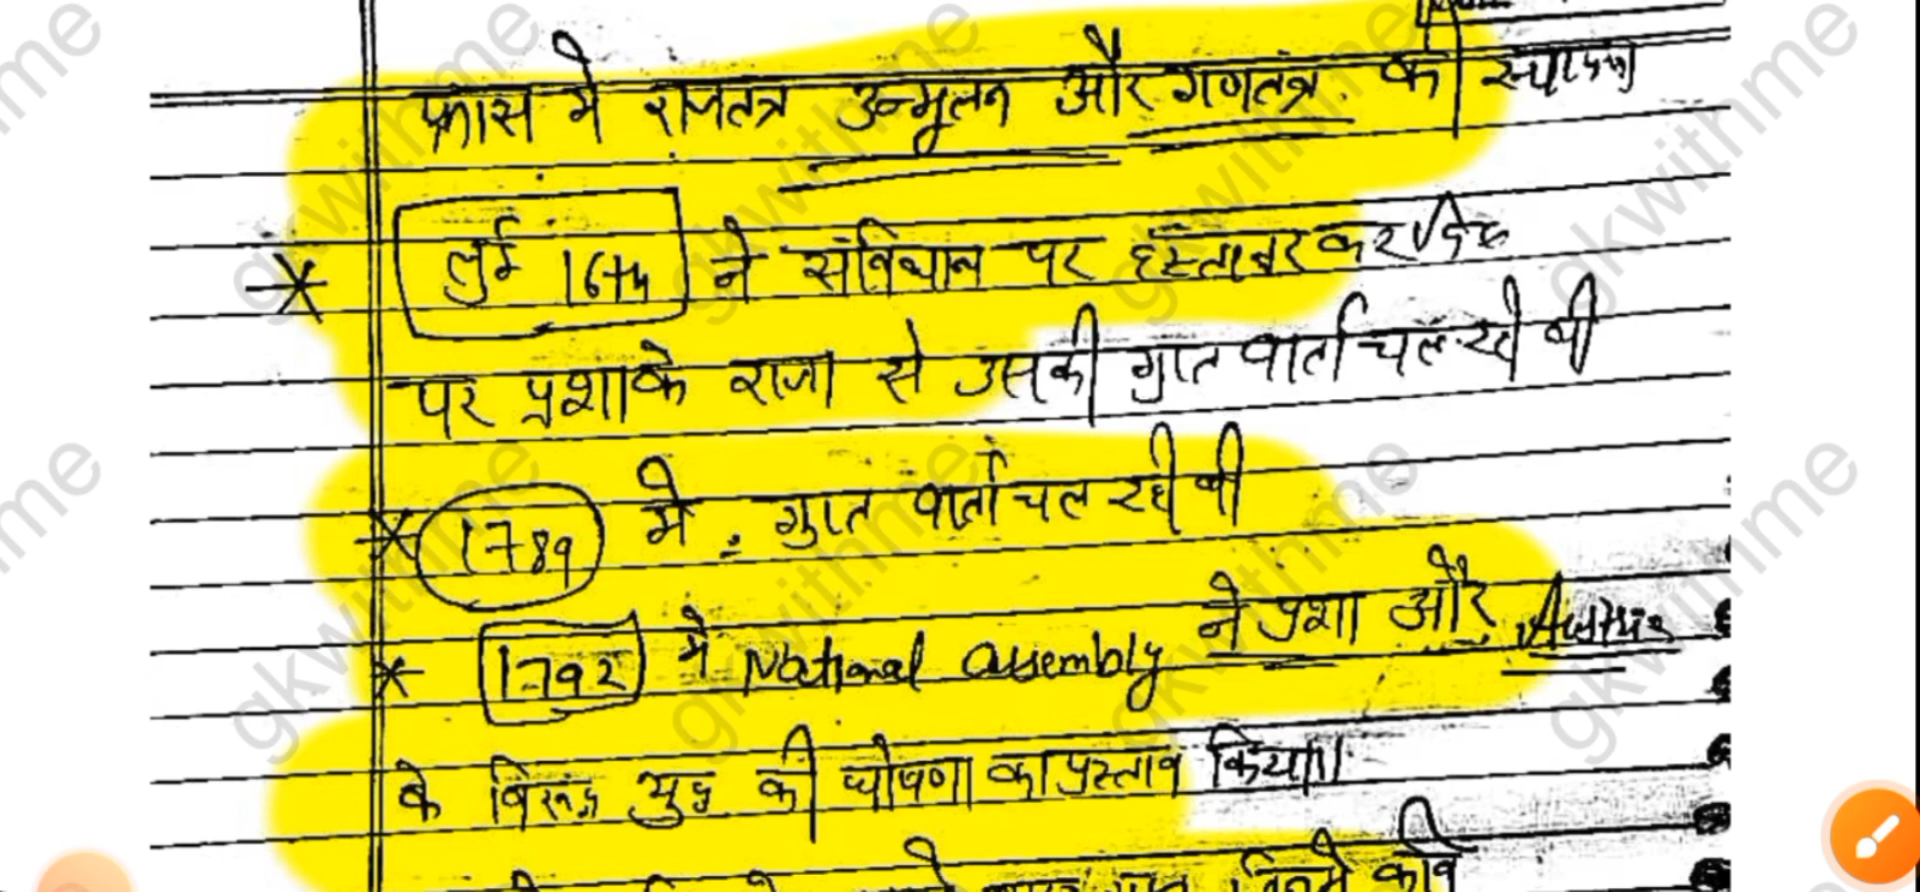 फ्रांस मे राजतंत्र उन्मूलन और गणतंत्र की स्थापना
* लुई 16th ने संविधान पर हस्ताक्षर कर दिए
पर प्रशा के राजा से उसकी गुप्त वार्ता चल रही थी
* 1789 मे गुप्त वार्ता चल रही थी
* 1792 मे National assembly ने प्रशा और Austria
के विरूद्ध युद्ध की घोषणा का प्रस्ताव किया।
gkwithme